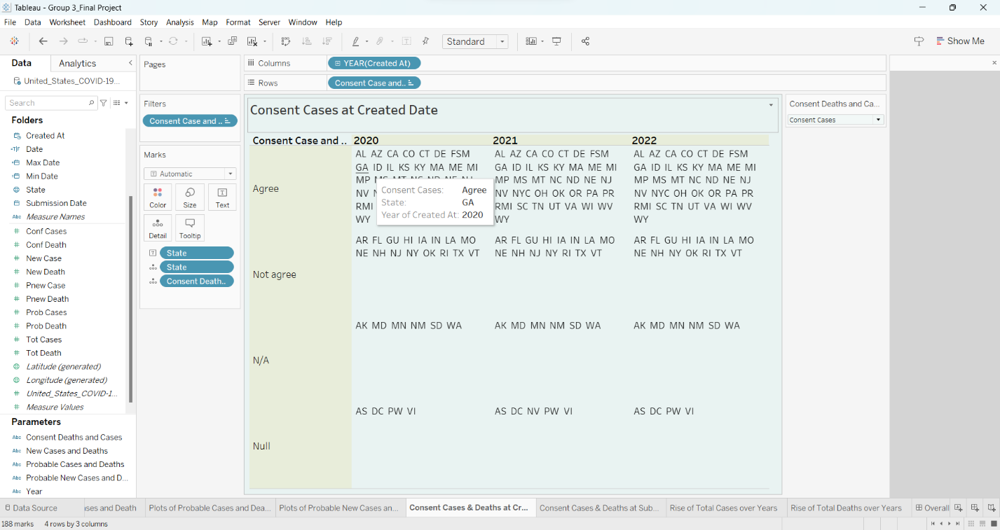 Tableau - Group 3_Final Project
File Data Worksheet Dashboard Story Analysis Map Format Server Window Help
Standard
Show Me
Data Analytics
United_States_COVID-19...
Search
Folders
Created At
Date
Max Date
Min Date
State
Submission Date
Abc Measure Names
Conf Cases
Conf Death
New Case
New Death
Pnew Case
Pnew Death
Prob Cases
Prob Death
Tot Cases
Tot Death
Latitude (generated)
Longitude (generated)
United_States_COVID-1...
Measure Values
Parameters
Abc Consent Deaths and Cases
Abc New Cases and Deaths
Abc Probable Cases and Deaths
Abc Probable New Cases and D...
Abc Year
Pages
Filters
Consent Case and ..
Marks
Automatic
Color Size Text
Detail Tooltip
State
State
Consent Death..
Columns YEAR(Created At)
Rows Consent Case and..
Consent Cases at Created Date
Consent Case and .. 2020 2021 2022
Agree
AL AZ CA CO CT DE FSM
GA ID IL KS KY MA ME MI
MP
NV
RMI
WY
Consent Cases: Agree
State: GA
Year of Created At: 2020
AL AZ CA CO CT DE FSM
GA ID IL KS KY MA ME MI
MP MS MT NC ND NE NJ
NV NYC OH OK OR PA PR
RMI SC TN UT VA WI WV
WY
AL AZ CA CO CT DE FSM
GA ID IL KS KY MA ME MI
MP MS MT NC ND NE NJ
NV NYC OH OK OR PA PR
RMI SC TN UT VA WI WV
WY
Not agree
AR FL GU HI IA IN LA MO
NE NH NJ NY OK RI TX VT
AR FL GU HI IA IN LA MO
NE NH NJ NY RI TX VT
AR FL GU HI IA IN LA MO
NE NH NY OK RI TX VT
N/A
AK MD MN NM SD WA
AK MD MN NM SD WA
AK MD MN NM SD WA
Null
AS DC PW VI
AS DC NV PW VI
AS DC PW VI
Consent Deaths and Ca...
Consent Cases
Data Source
ses and Death
Plots of Probable Cases and Dea...
Plots of Probable New Cases an...
Consent Cases & Deaths at Cr...
Consent Cases & Deaths at Sub...
Rise of Total Cases over Years
Rise of Total Deaths over Years
Overall
188 marks 4 rows by 3 columns